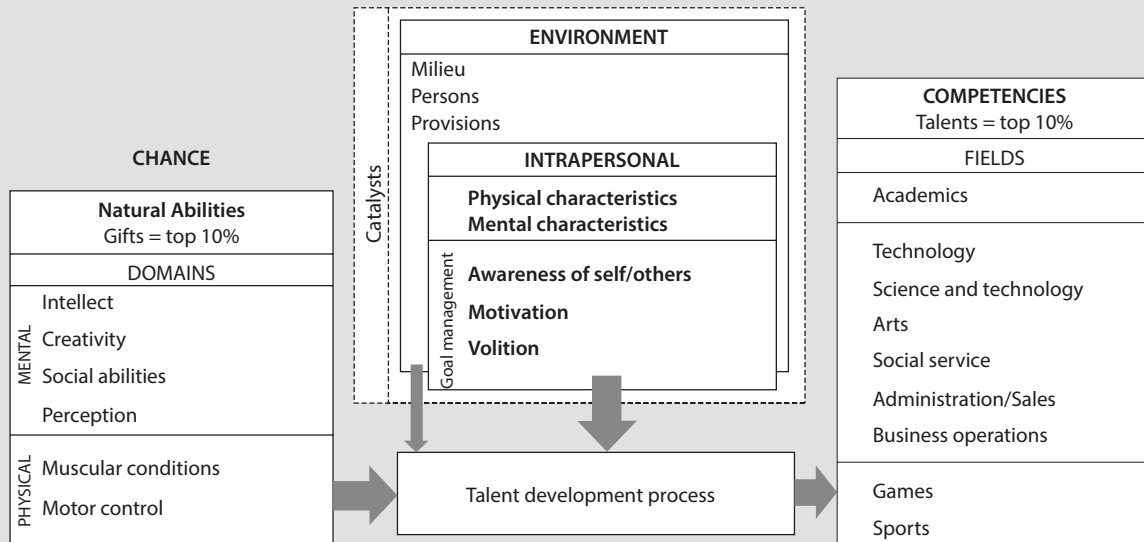 CHANCE
Natural Abilities
Gifts = top 10%
DOMAINS
MENTAL
Intellect
Creativity
Social abilities
Perception
PHYSICAL
Muscular conditions
Motor control
Catalysts
ENVIRONMENT
Milieu
Persons
Provisions
INTRAPERSONAL
Physical characteristics
Mental characteristics
Goal management
Awareness of self/others
Motivation
Volition
Talent development process
COMPETENCIES
Talents = top 10%
FIELDS
Academics
Technology
Science and technology
Arts
Social service
Administration/Sales
Business operations
Games
Sports